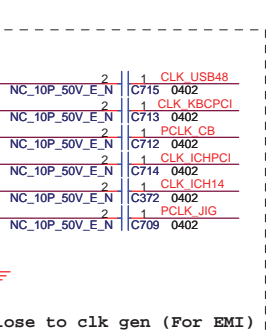 2 1 CLK_USB48
NC_10P_50V_E_N C715 0402
2 1 CLK_KBCPCI
NC_10P_50V_E_N C713 0402
2 1 PCLK_CB
NC_10P_50V_E_N C712 0402
2 1 CLK_ICHPCI
NC_10P_50V_E_N C714 0402
2 1 CLK_ICH14
NC_10P_50V_E_N C372 0402
2 1 PCLK_JIG
NC_10P_50V_E_N C709 0402
lose to clk gen (For EMI)